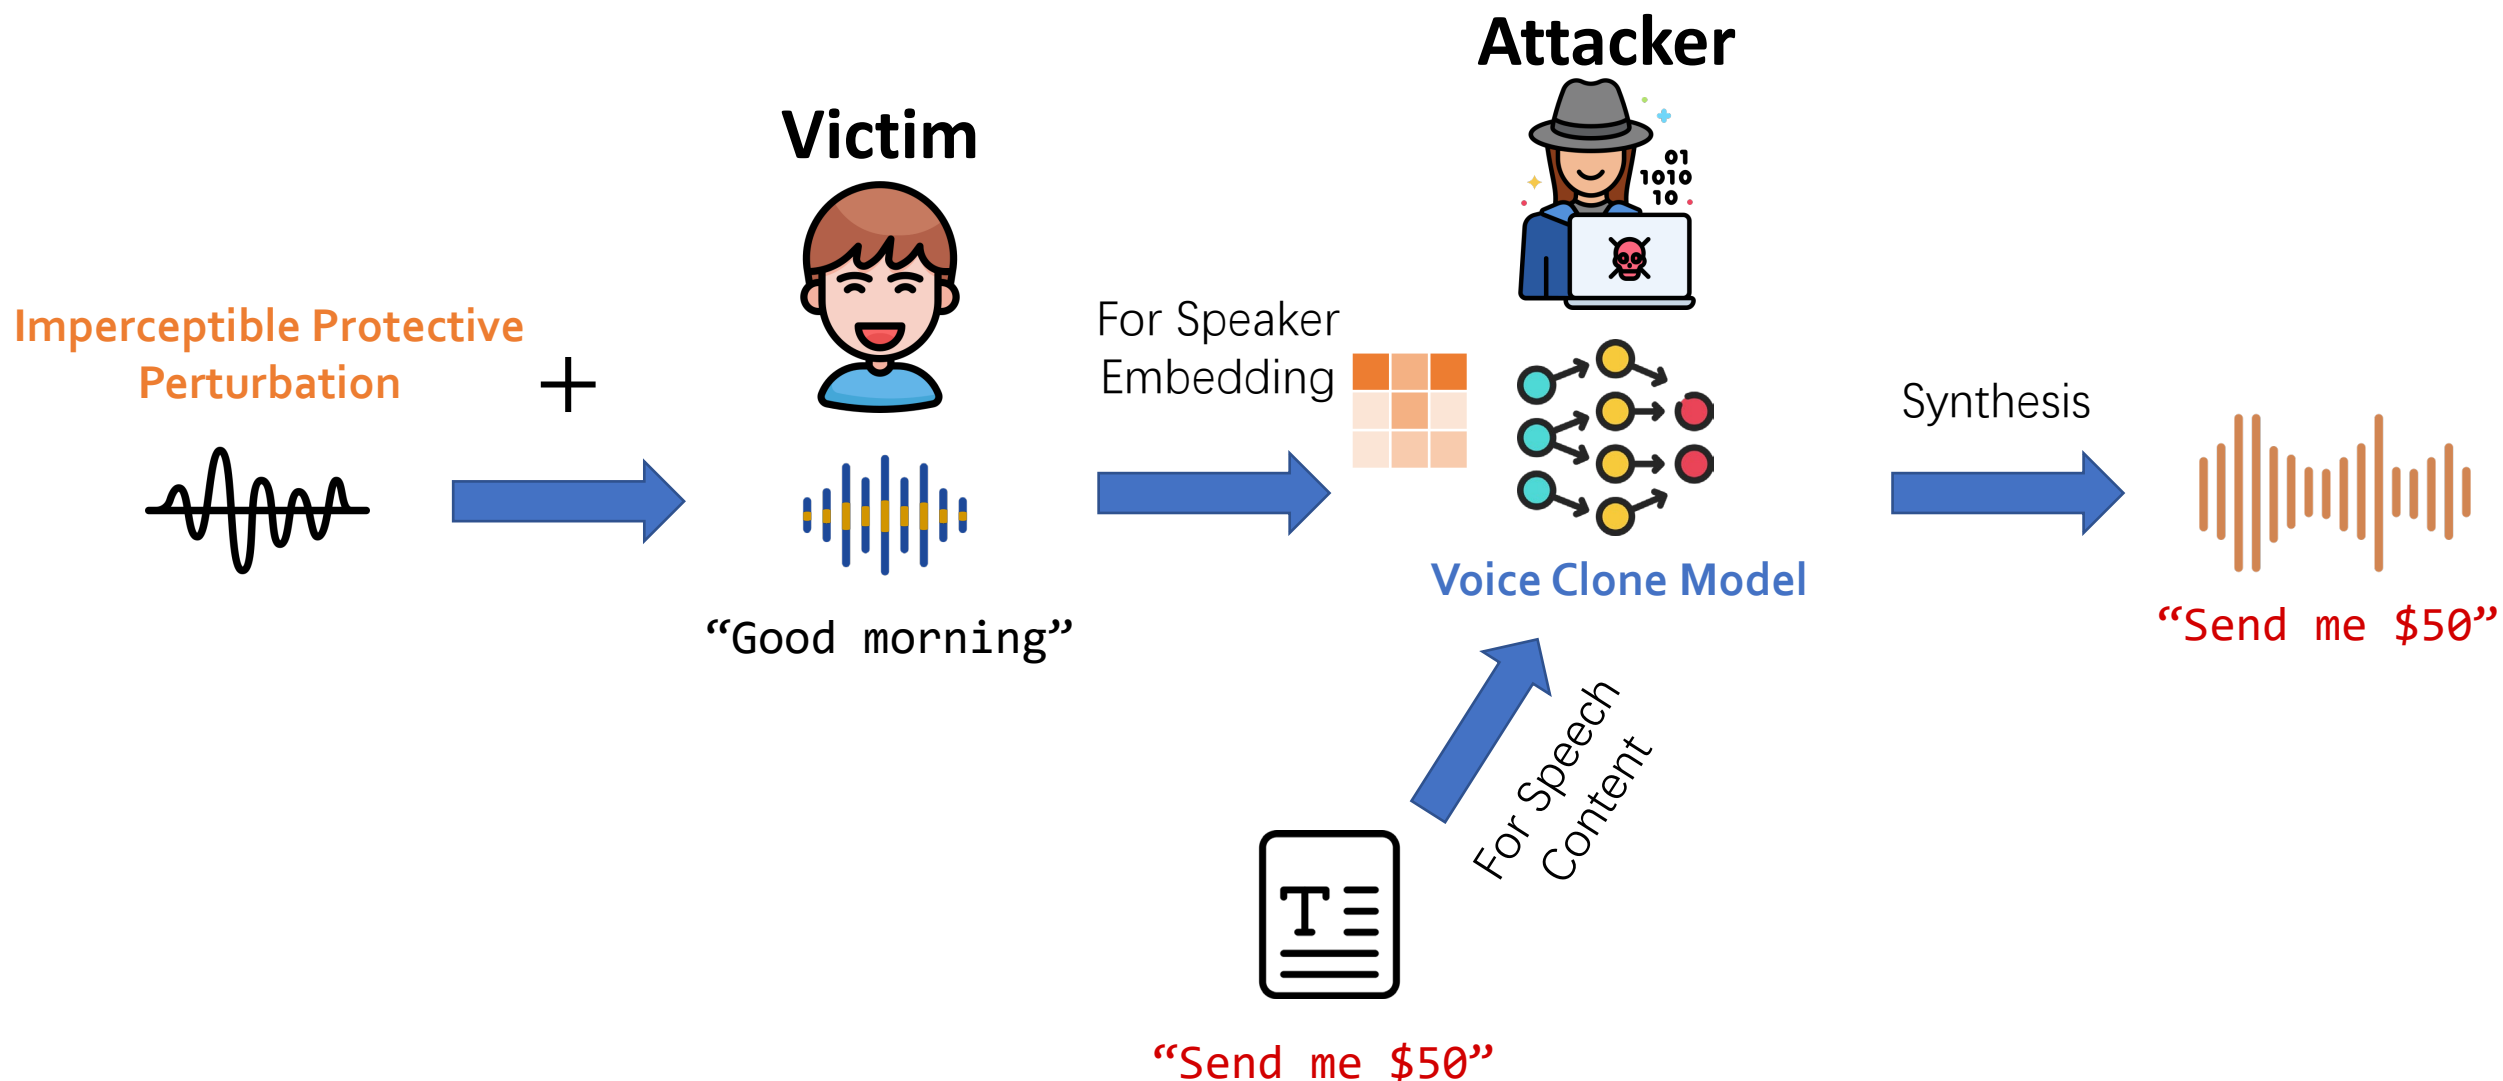 Attacker
Victim
01
1010
10
Imperceptible Protective
Perturbation
+
For Speaker
Embedding
Synthesis
Voice Clone Model
“Good morning”
“Send me $50”
For Speech
Content
T
“Send me $50”